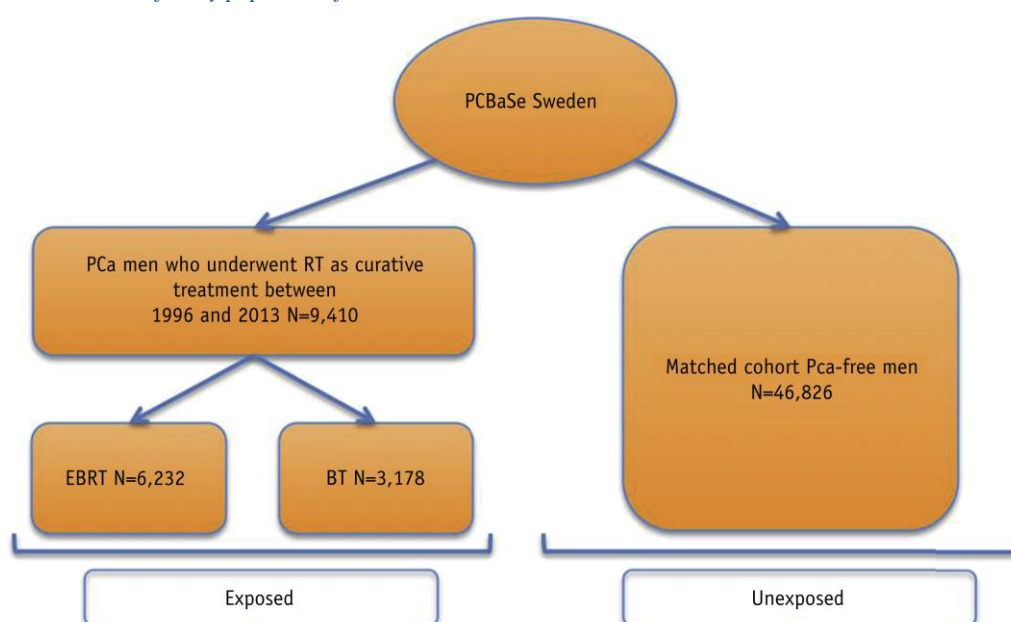 PCBaSe Sweden
PCa men who underwent RT as curative
treatment between
1996 and 2013 N=9,410
Matched cohort Pca-free men
N=46,826
EBRT N=6,232
BT N=3,178
Exposed
Unexposed